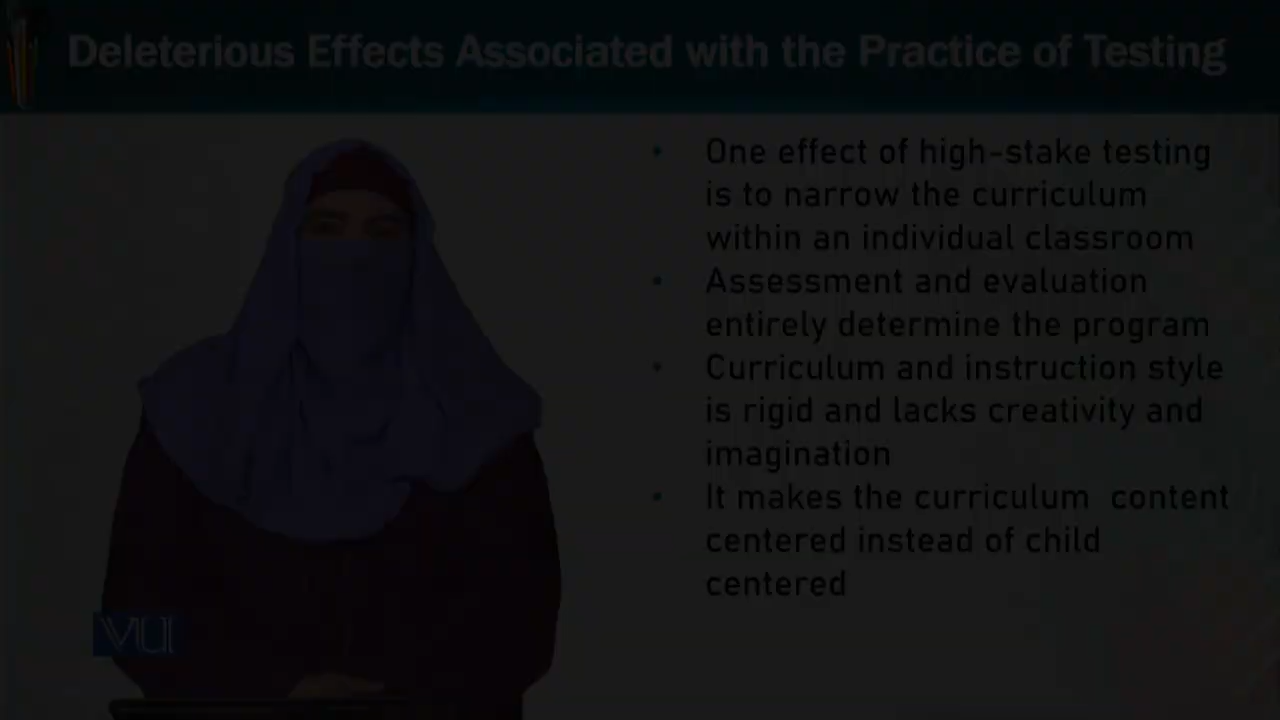 Deleterious Effects Associated with the Practice of Testing
• One effect of high-stake testing
is to narrow the curriculum
within an individual classroom
• Assessment and evaluation
entirely determine the program
• Curriculum and instruction style
is rigid and lacks creativity and
imagination
• It makes the curriculum content
centered instead of child
centered
VU